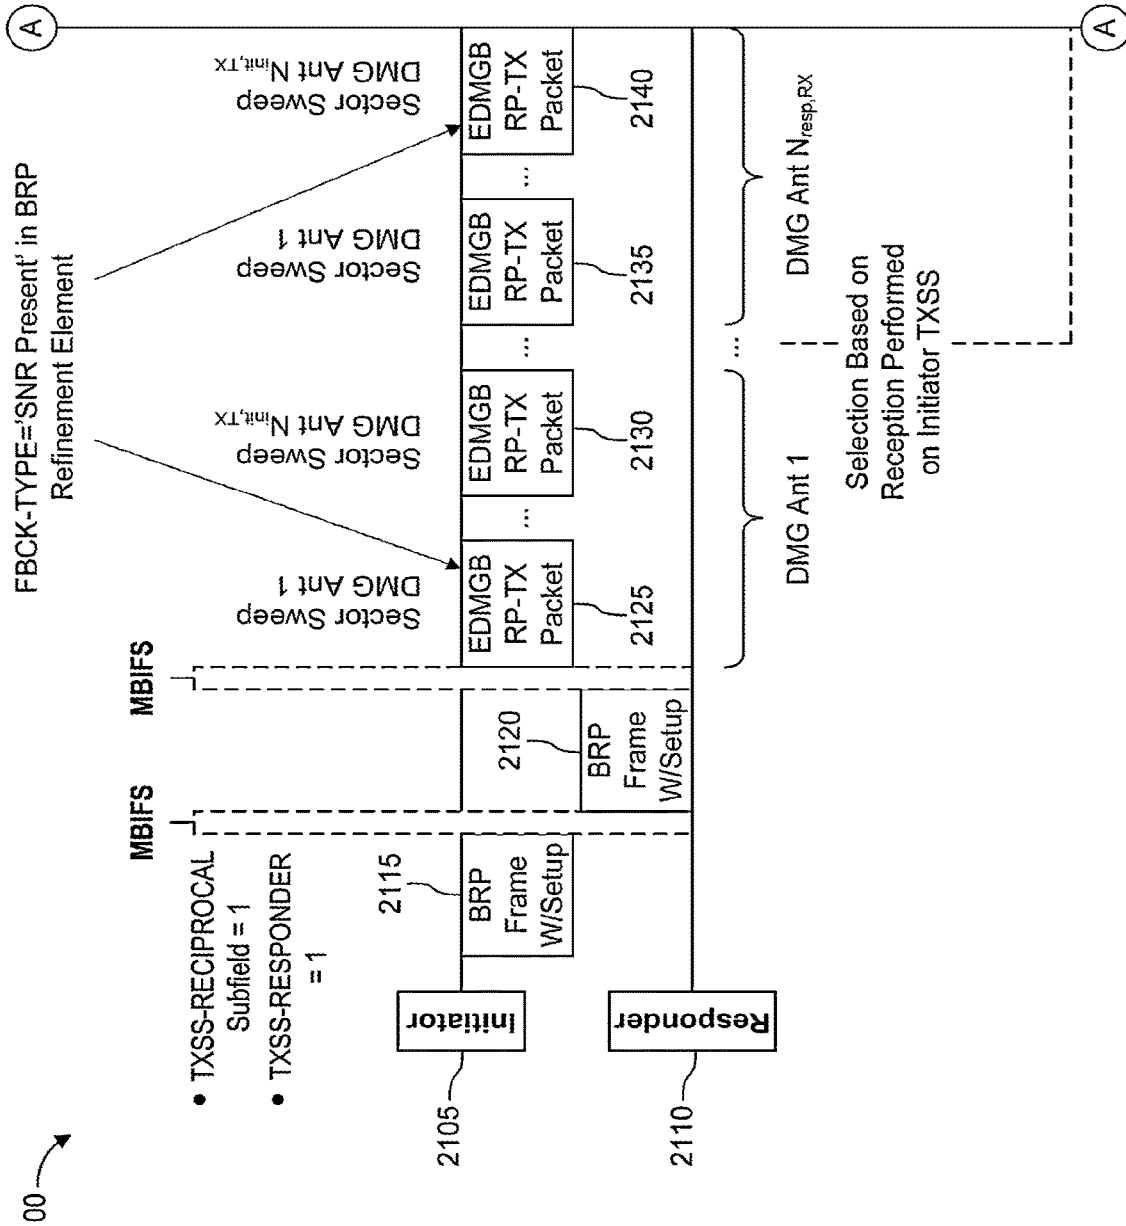 00
FBCK-TYPE='SNR Present' in BRP
Refinement Element
A
MBIFS
MBIFS
• TXSS-RECIPROCAL
Subfield = 1
• TXSS-RESPONDER
= 1
Sector Sweep
DMG Ant 1
Sector Sweep
DMG Ant Ninit,TX
Sector Sweep
DMG Ant 1
Sector Sweep
DMG Ant Ninit,TX
2105
Initiator
2115
BRP
Frame
W/Setup
2120
BRP
Frame
W/Setup
EDMGB
RP-TX
Packet
2125
...
EDMGB
RP-TX
Packet
2130
...
EDMGB
RP-TX
Packet
2135
...
EDMGB
RP-TX
Packet
2140
2110
Responder
DMG Ant 1
...
DMG Ant Nresp,RX
Selection Based on
Reception Performed
on Initiator TXSS
A